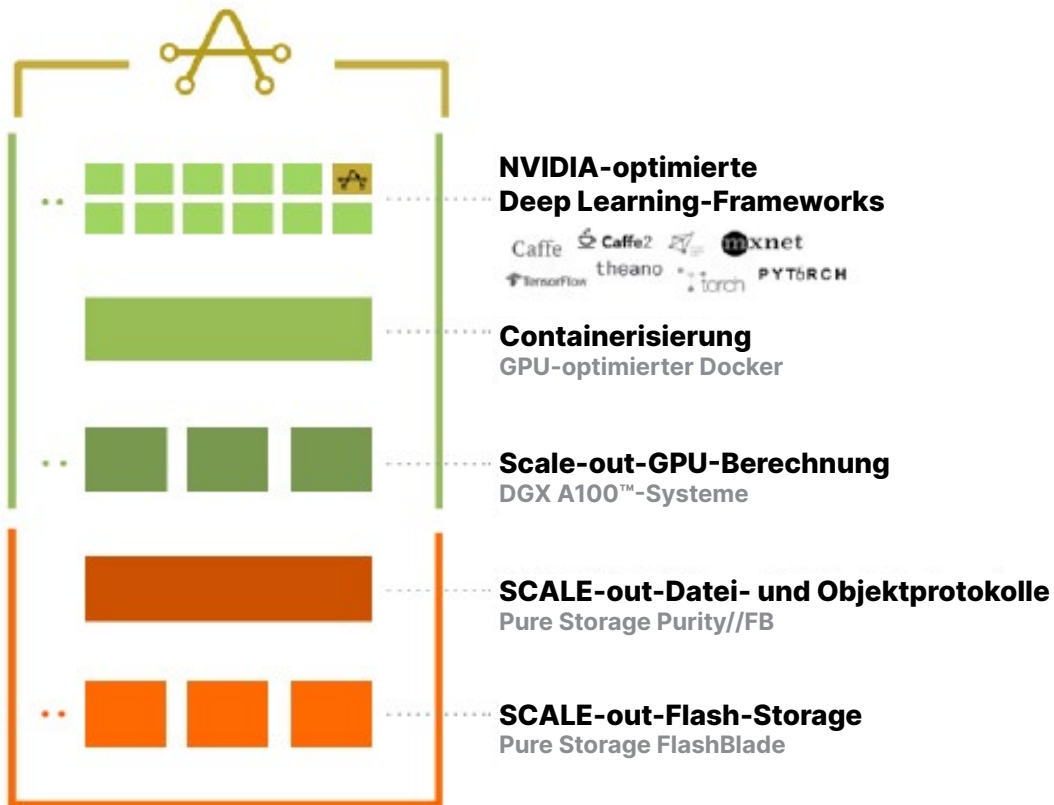 NVIDIA-optimierte
Deep Learning-Frameworks
Caffe Caffe2 mxnet
TensorFlow theano torch PYTÖRCH
Containerisierung
GPU-optimierter Docker
Scale-out-GPU-Berechnung
DGX A100™-Systeme
SCALE-out-Datei- und Objektprotokolle
Pure Storage Purity//FB
SCALE-out-Flash-Storage
Pure Storage FlashBlade